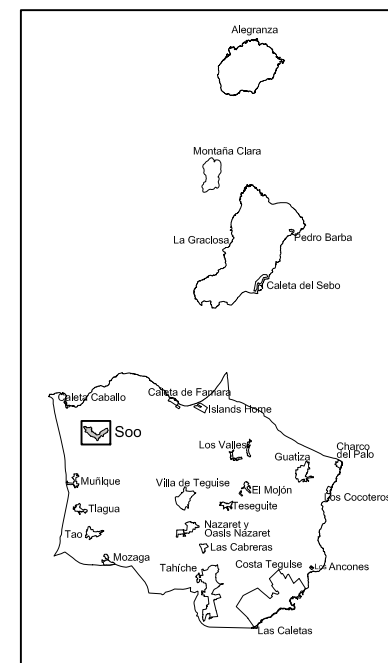 Alegranza
Montaña Clara
La Graciosa
Pedro Barba
Caleta del Sebo
Caleta Caballo
Caleta de Famara
Islands Home
Soo
Los Valles
Guatiza
Charco
del Palo
Muñique
Villa de Teguise
El Mojón
Los Cocoteros
Tiagua
Teseguite
Tao
Nazaret y
Oasis Nazaret
Las Cabreras
Mozaga
Tahíche
Costa Teguise
Los Ancones
Las Caletas